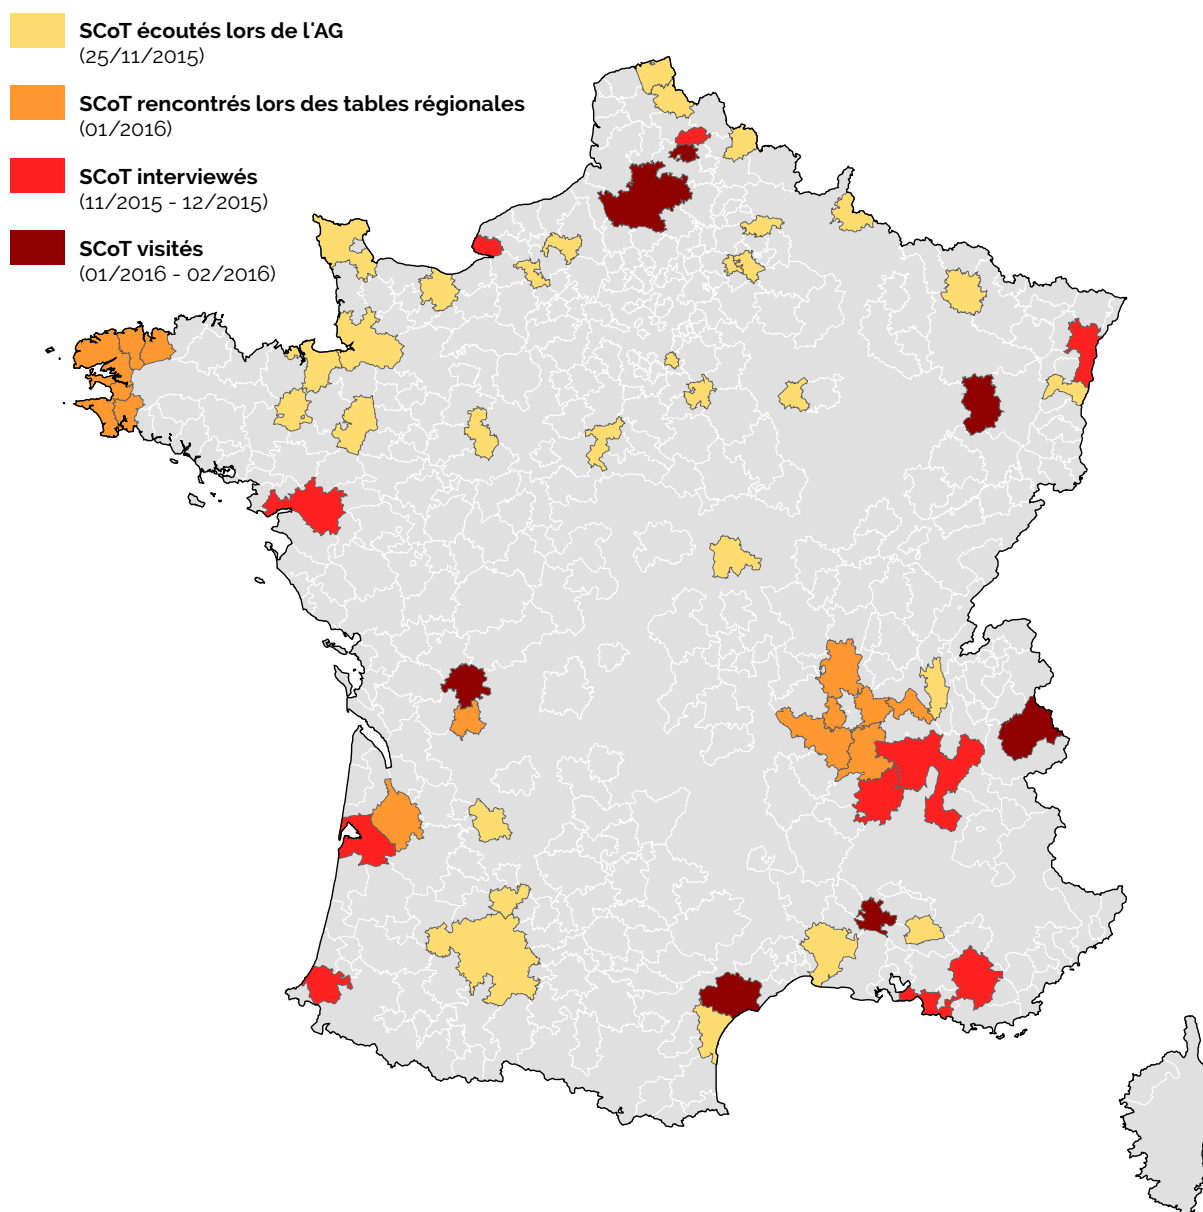 SCoT écoutés lors de l'AG
(25/11/2015)
SCoT rencontrés lors des tables régionales
(01/2016)
SCoT interviewés
(11/2015 - 12/2015)
SCoT visités
(01/2016 - 02/2016)